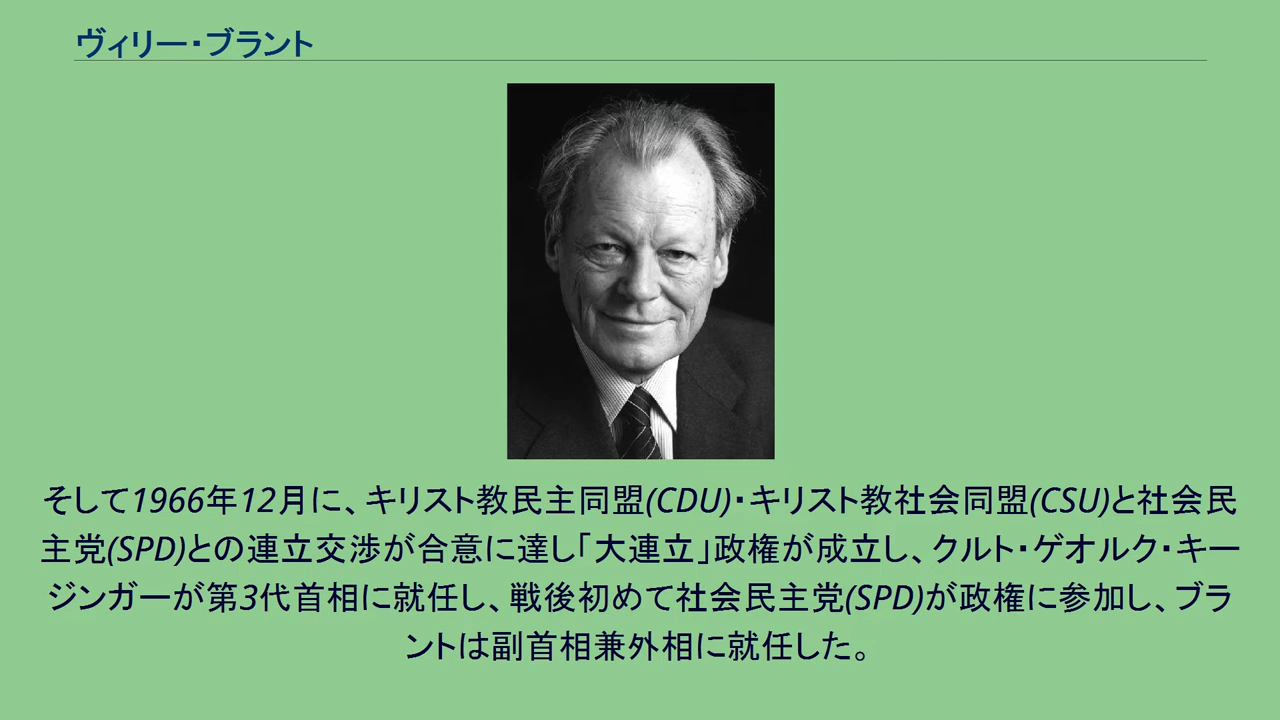 ヴィリー・ブラント
そして1966年12月に、キリスト教民主同盟(CDU)・キリスト教社会同盟(CSU)と社会民
主党(SPD)との連立交渉が合意に達し「大連立」政権が成立し、クルト・ゲオルク・キー
ジンガーが第3代首相に就任し、戦後初めて社会民主党(SPD)が政権に参加し、ブラ
ントは副首相兼外相に就任した。